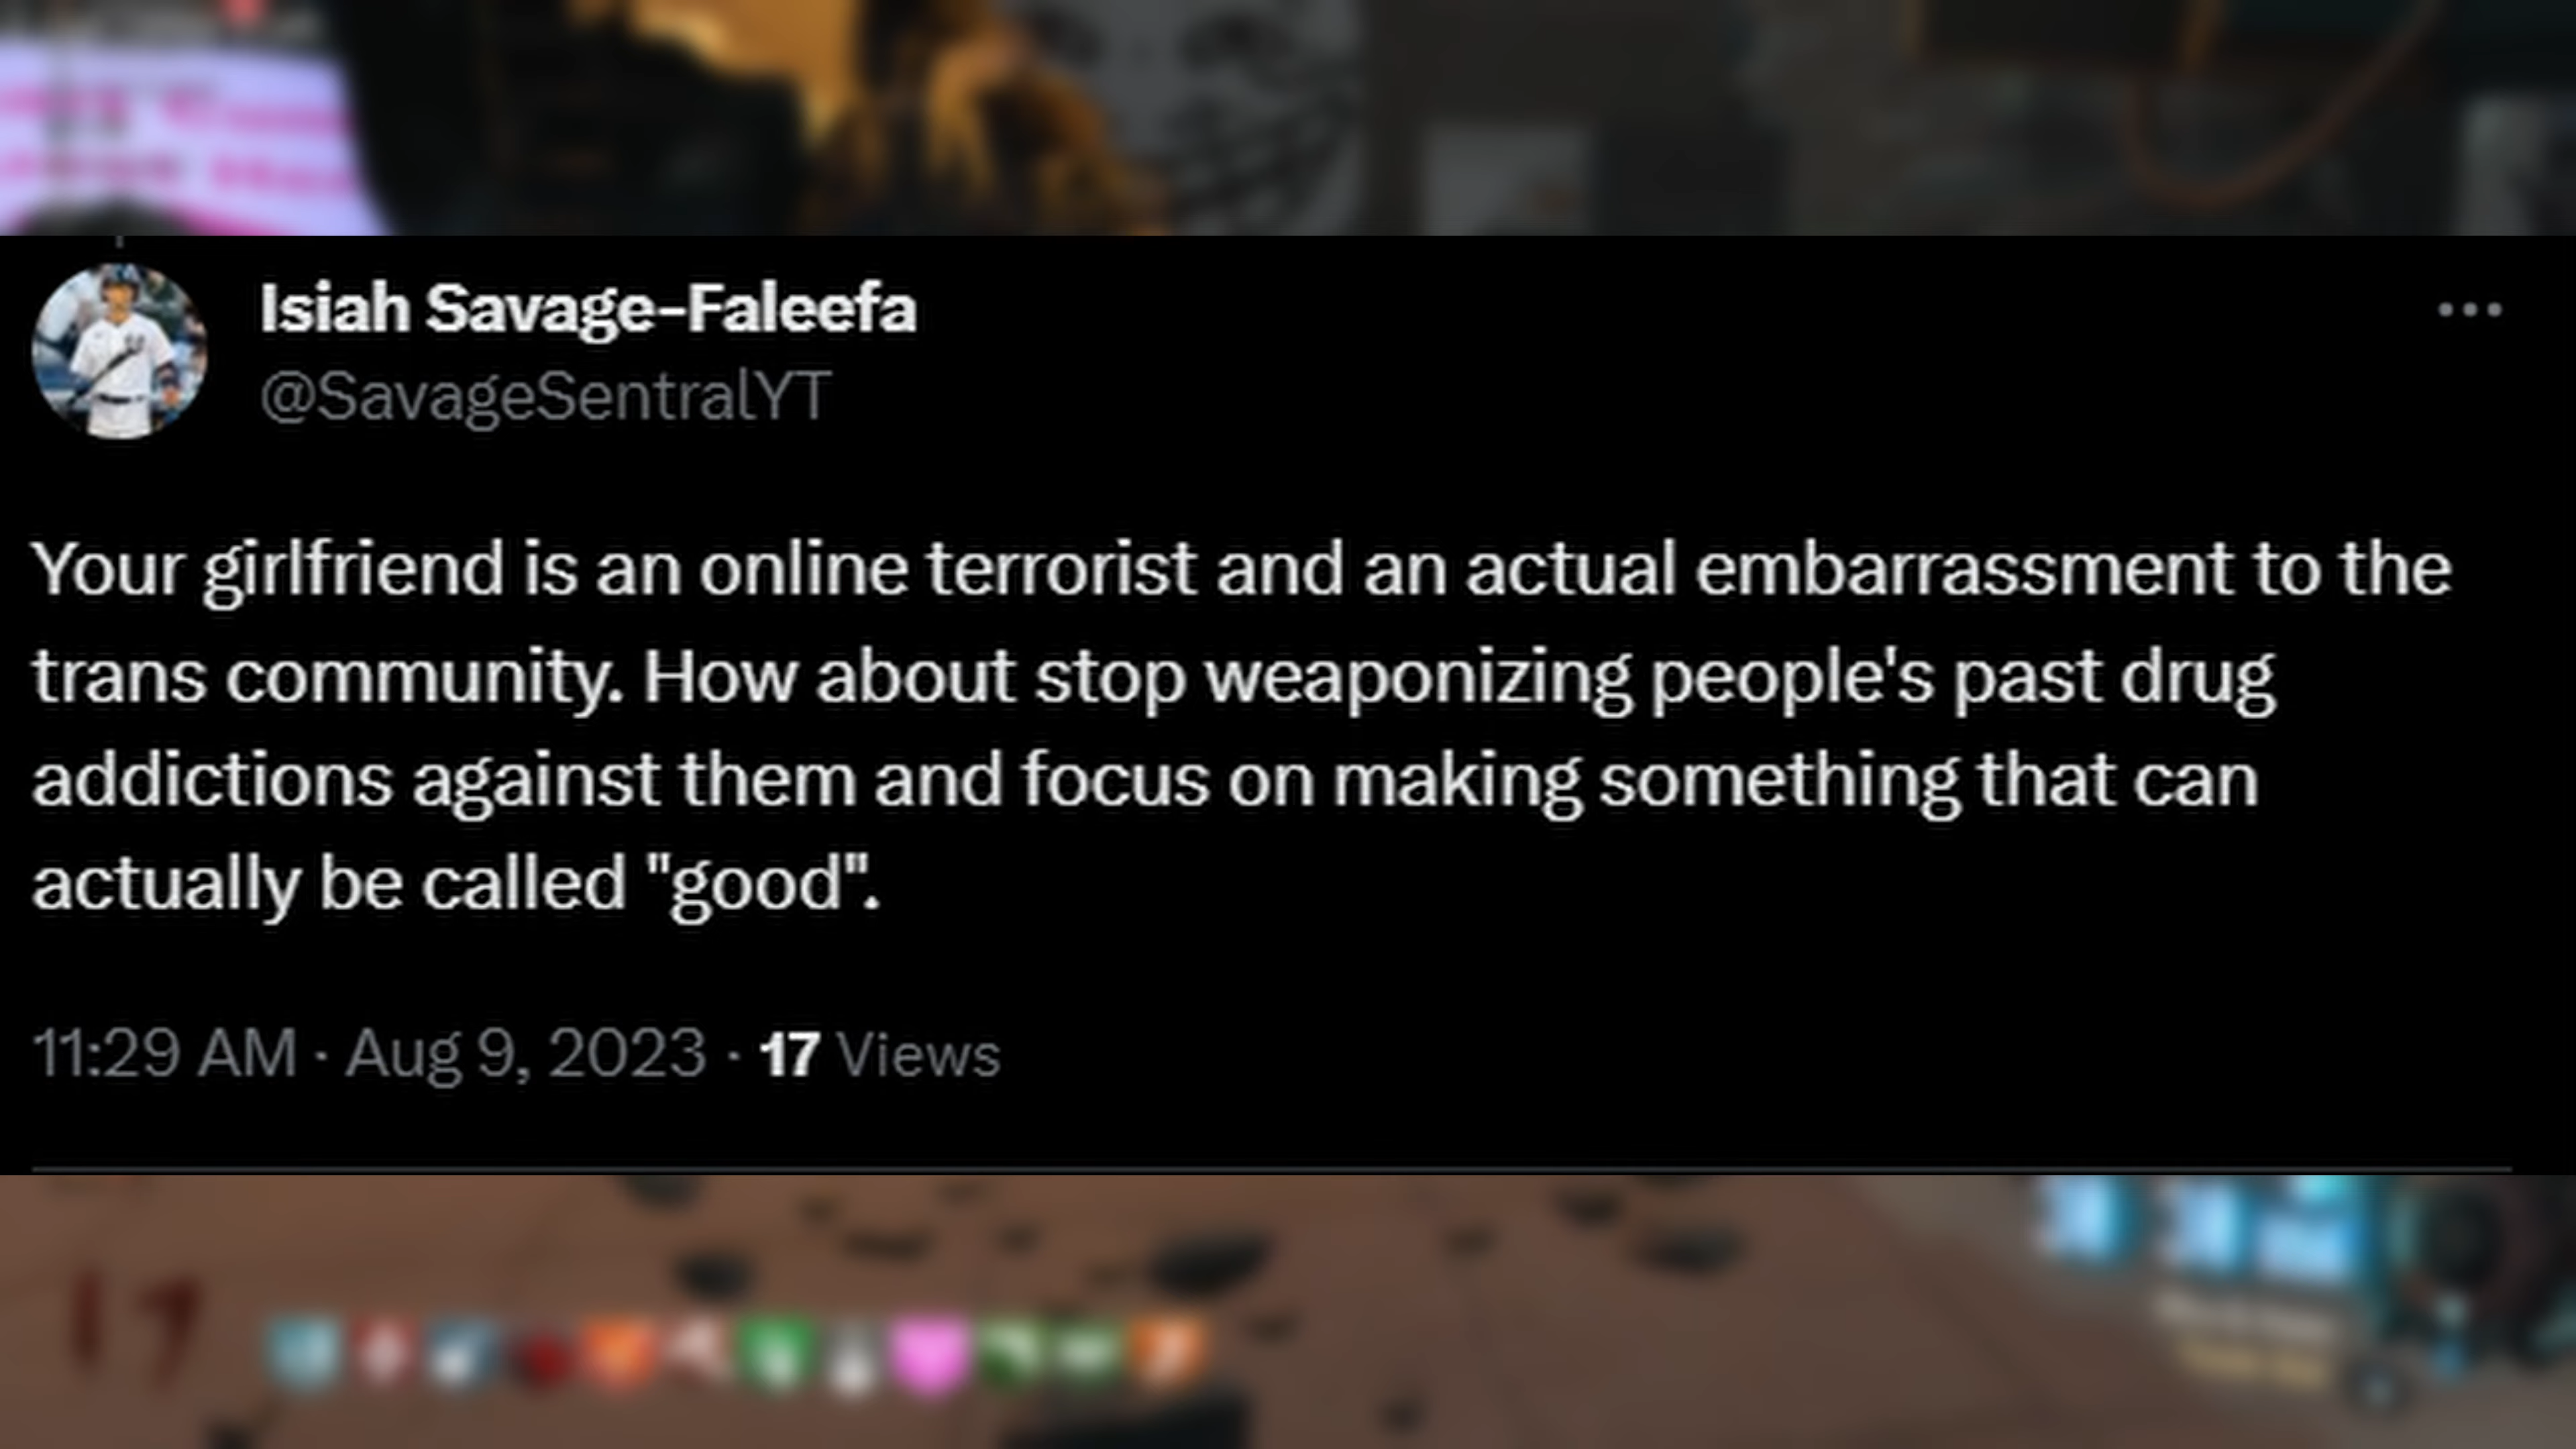 Isiah Savage-Faleefa
@SavageSentralYT
Your girlfriend is an online terrorist and an actual embarrassment to the
trans community. How about stop weaponizing people's past drug
addictions against them and focus on making something that can
actually be called "good".
11:29 AM · Aug 9, 2023 · 17 Views